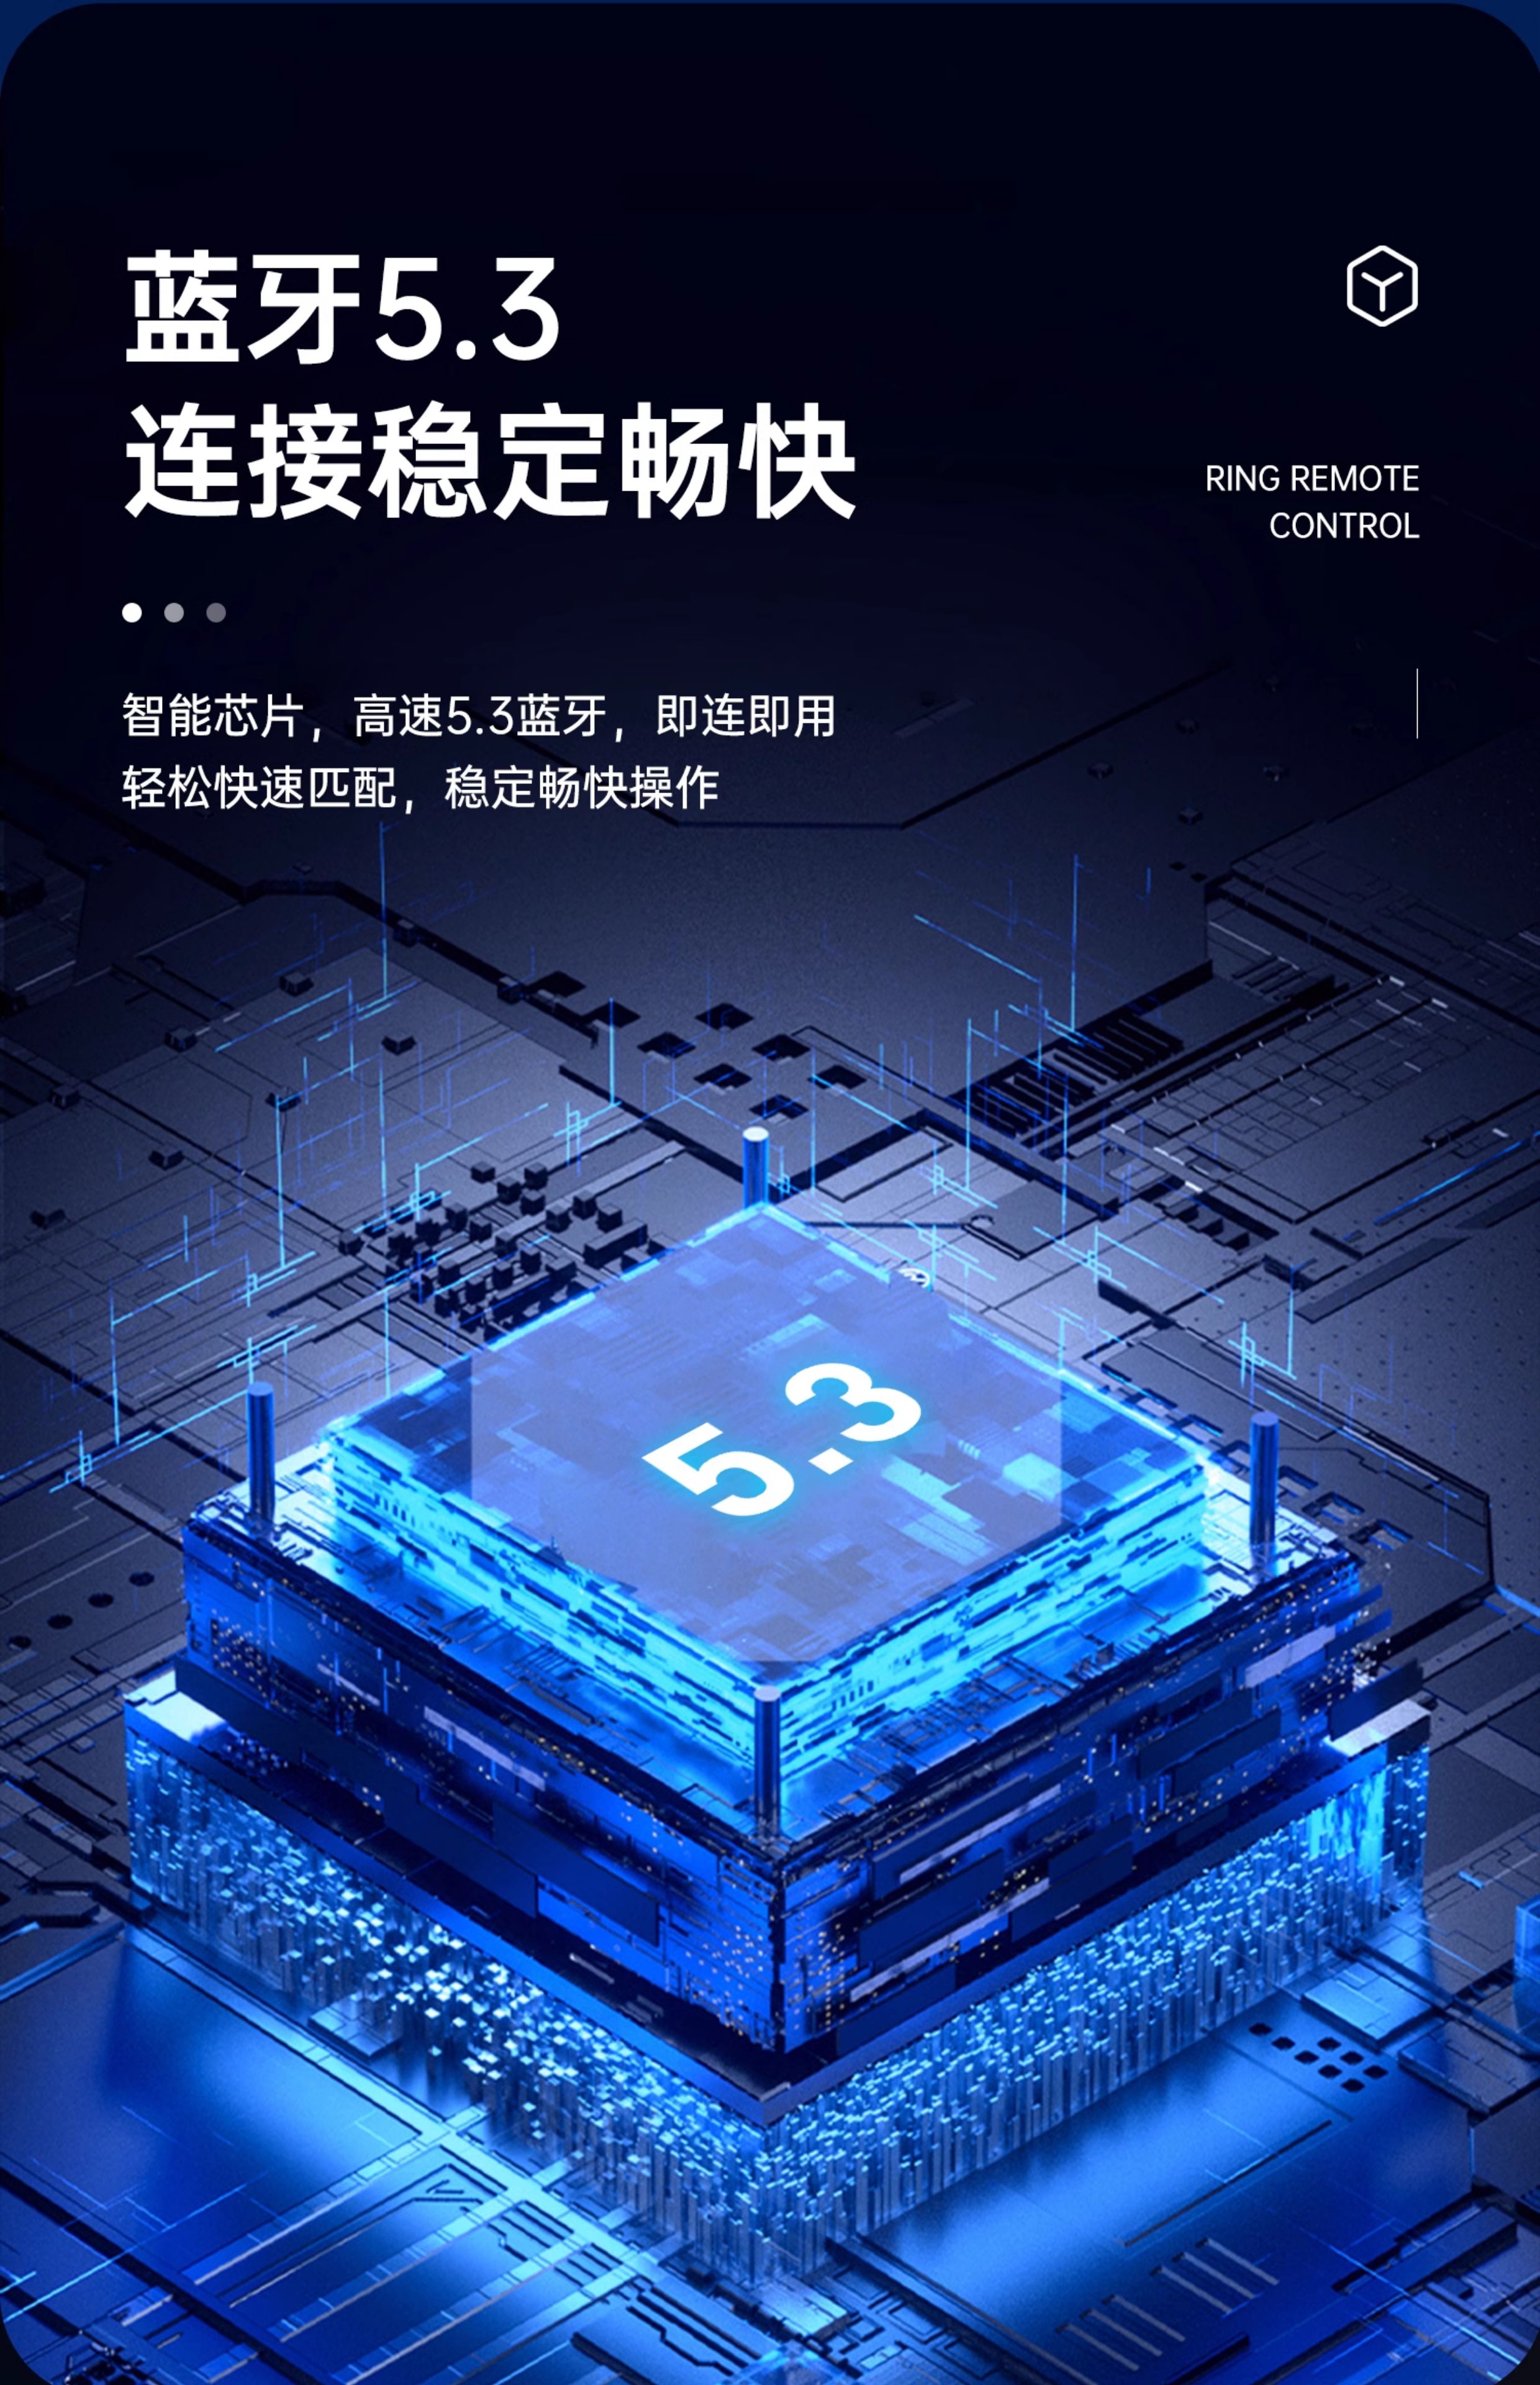 蓝牙5.3
连接稳定畅快
RING REMOTE
CONTROL
智能芯片，高速5.3蓝牙，即连即用
轻松快速匹配，稳定畅快操作
5.3